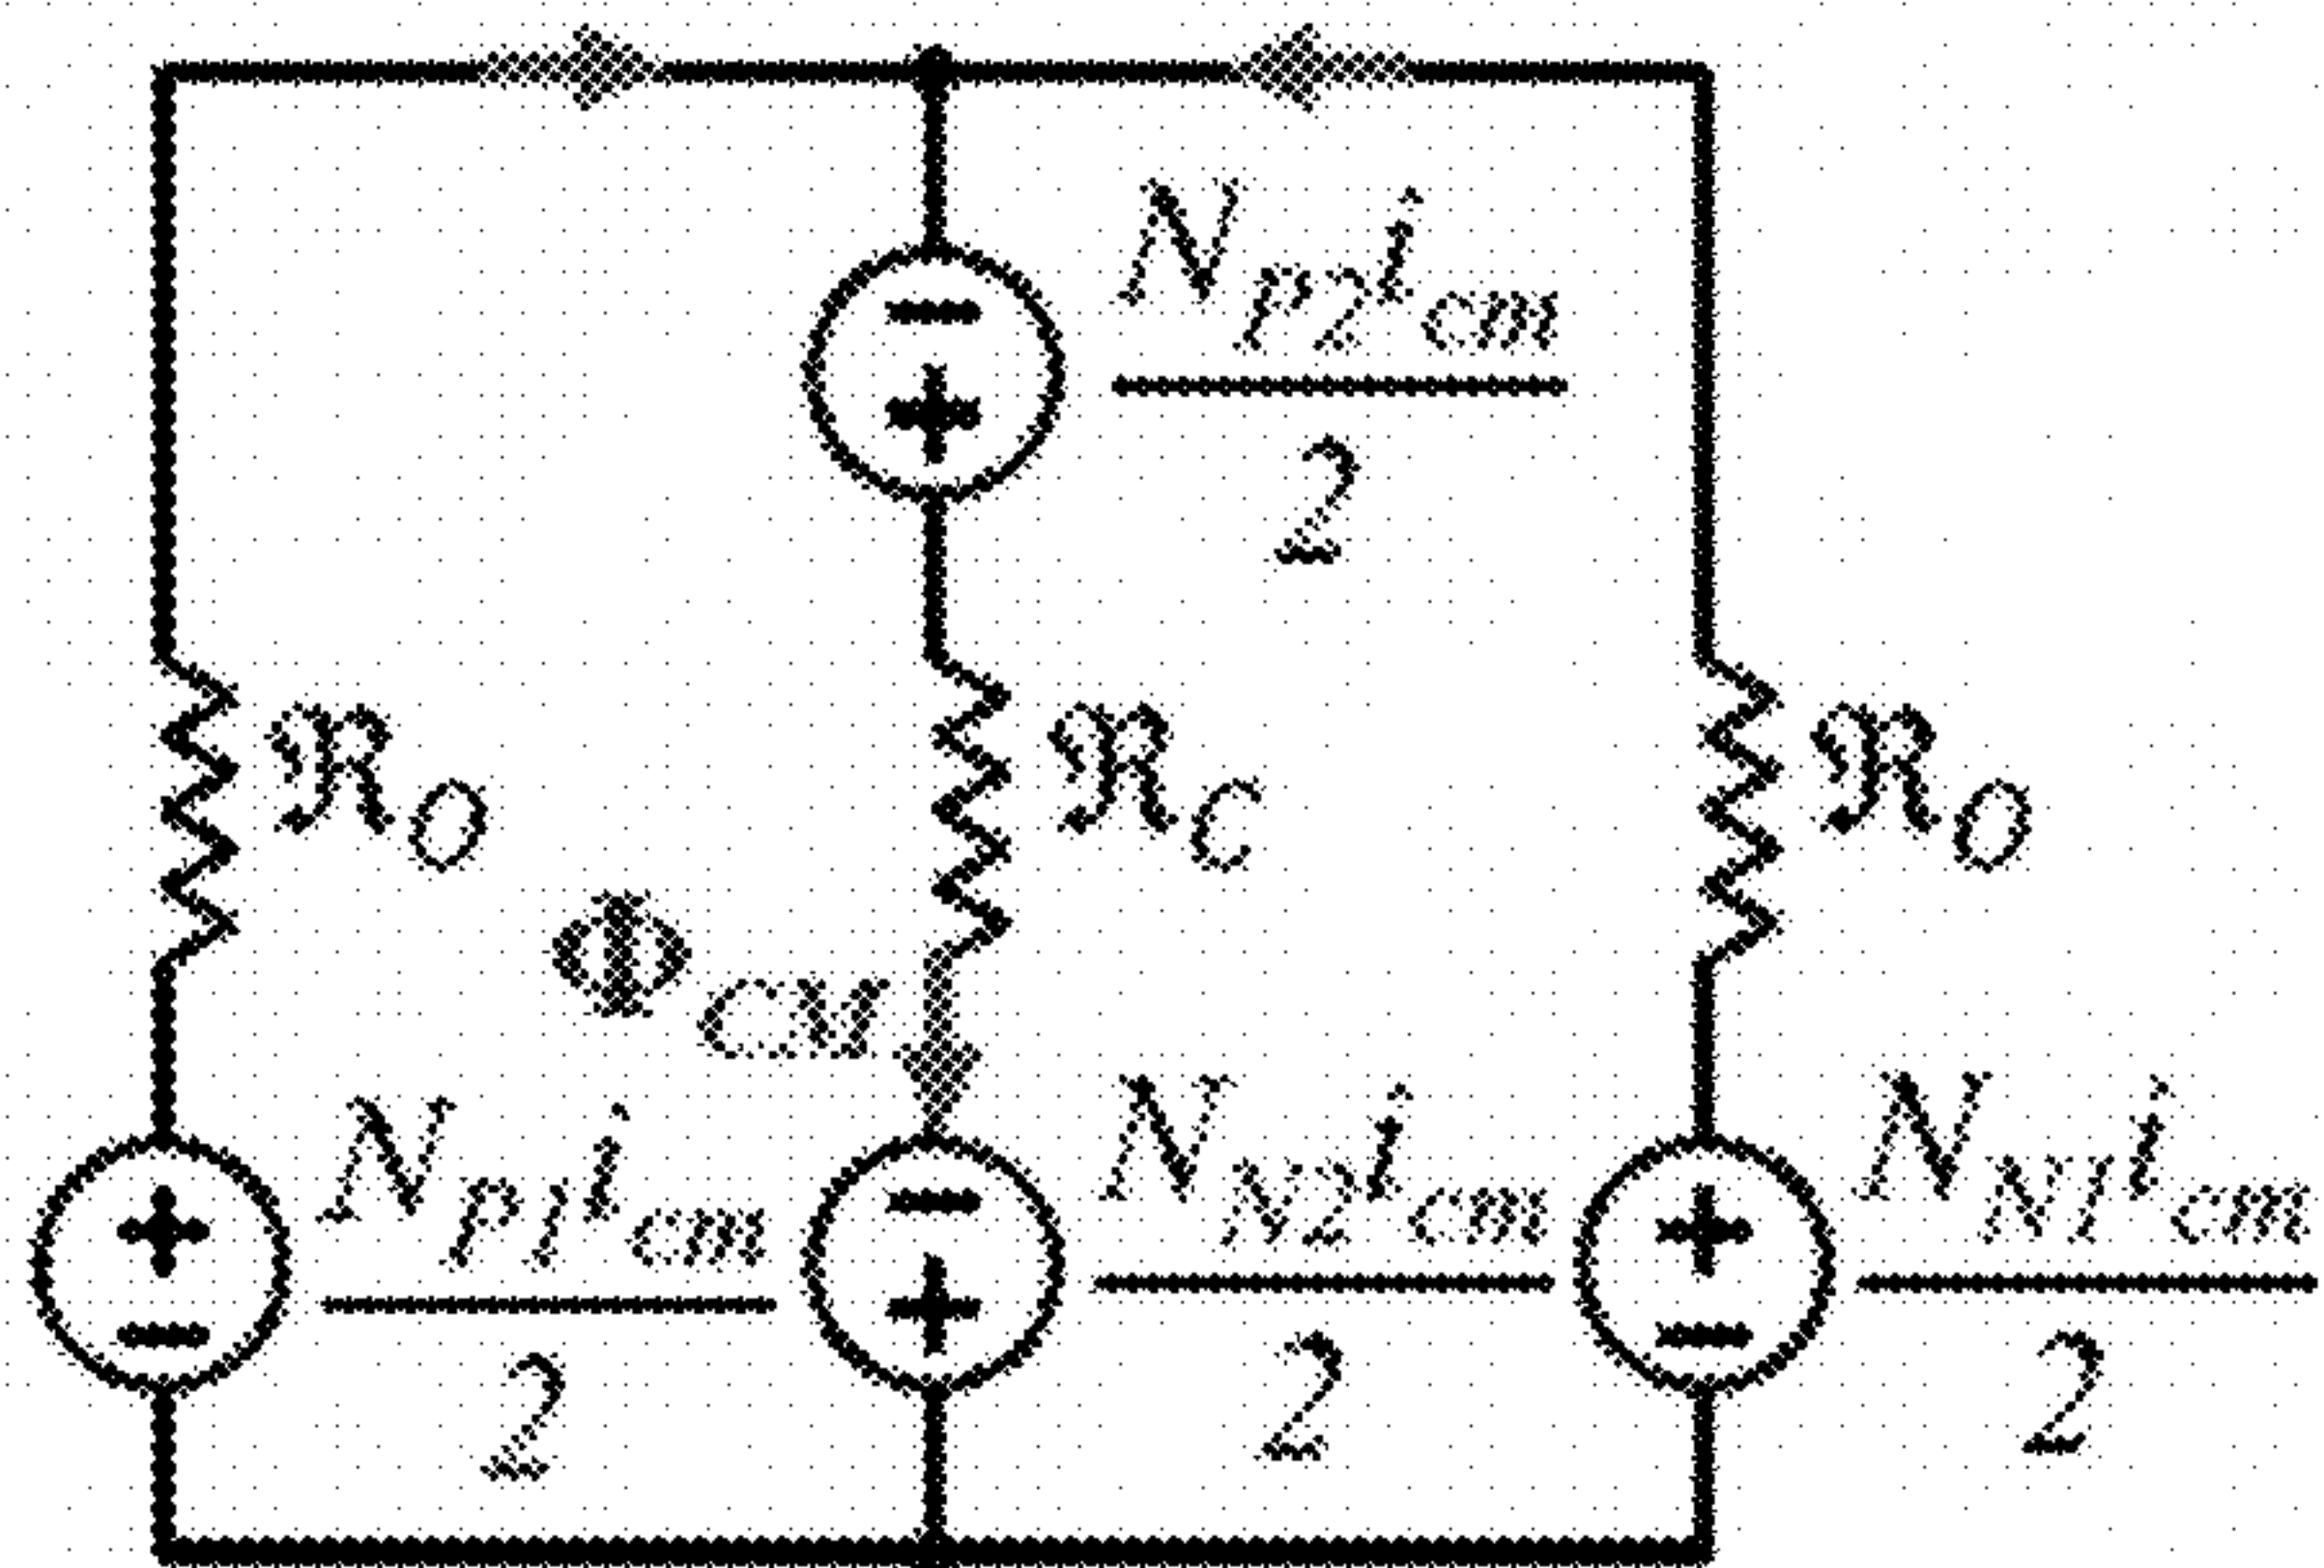 N_{p2}i_{cm}
2
ℜ_O
ℜ_C
ℜ_O
Φ_{CM}
N_{p1}i_{cm}
2
N_{N2}i_{cm}
2
N_{N1}i_{cm}
2